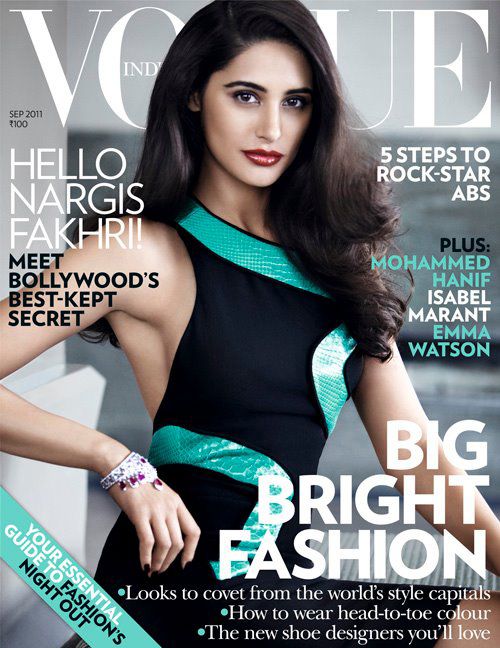 VOGUE
INDI
SEP 2011
₹100
HELLO
NARGIS
FAKHRI!
MEET
BOLLYWOOD'S
BEST-KEPT
SECRET
5 STEPS TO
ROCK-STAR
ABS
PLUS:
MOHAMMED
HANIF
ISABEL
MARANT
EMMA
WATSON
BIG
BRIGHT
FASHION
•Looks to covet from the world's style capitals
•How to wear head-to-toe colour
•The new shoe designers you'll love
YOUR ESSENTIAL
GUIDE TO FASHION'S
NIGHT OUT